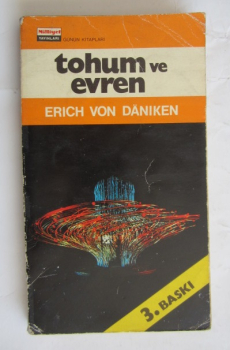 Milliyet
YAYINLARI
tohum ve
evren
ERICH VON DÄNIKEN
3. BASKI